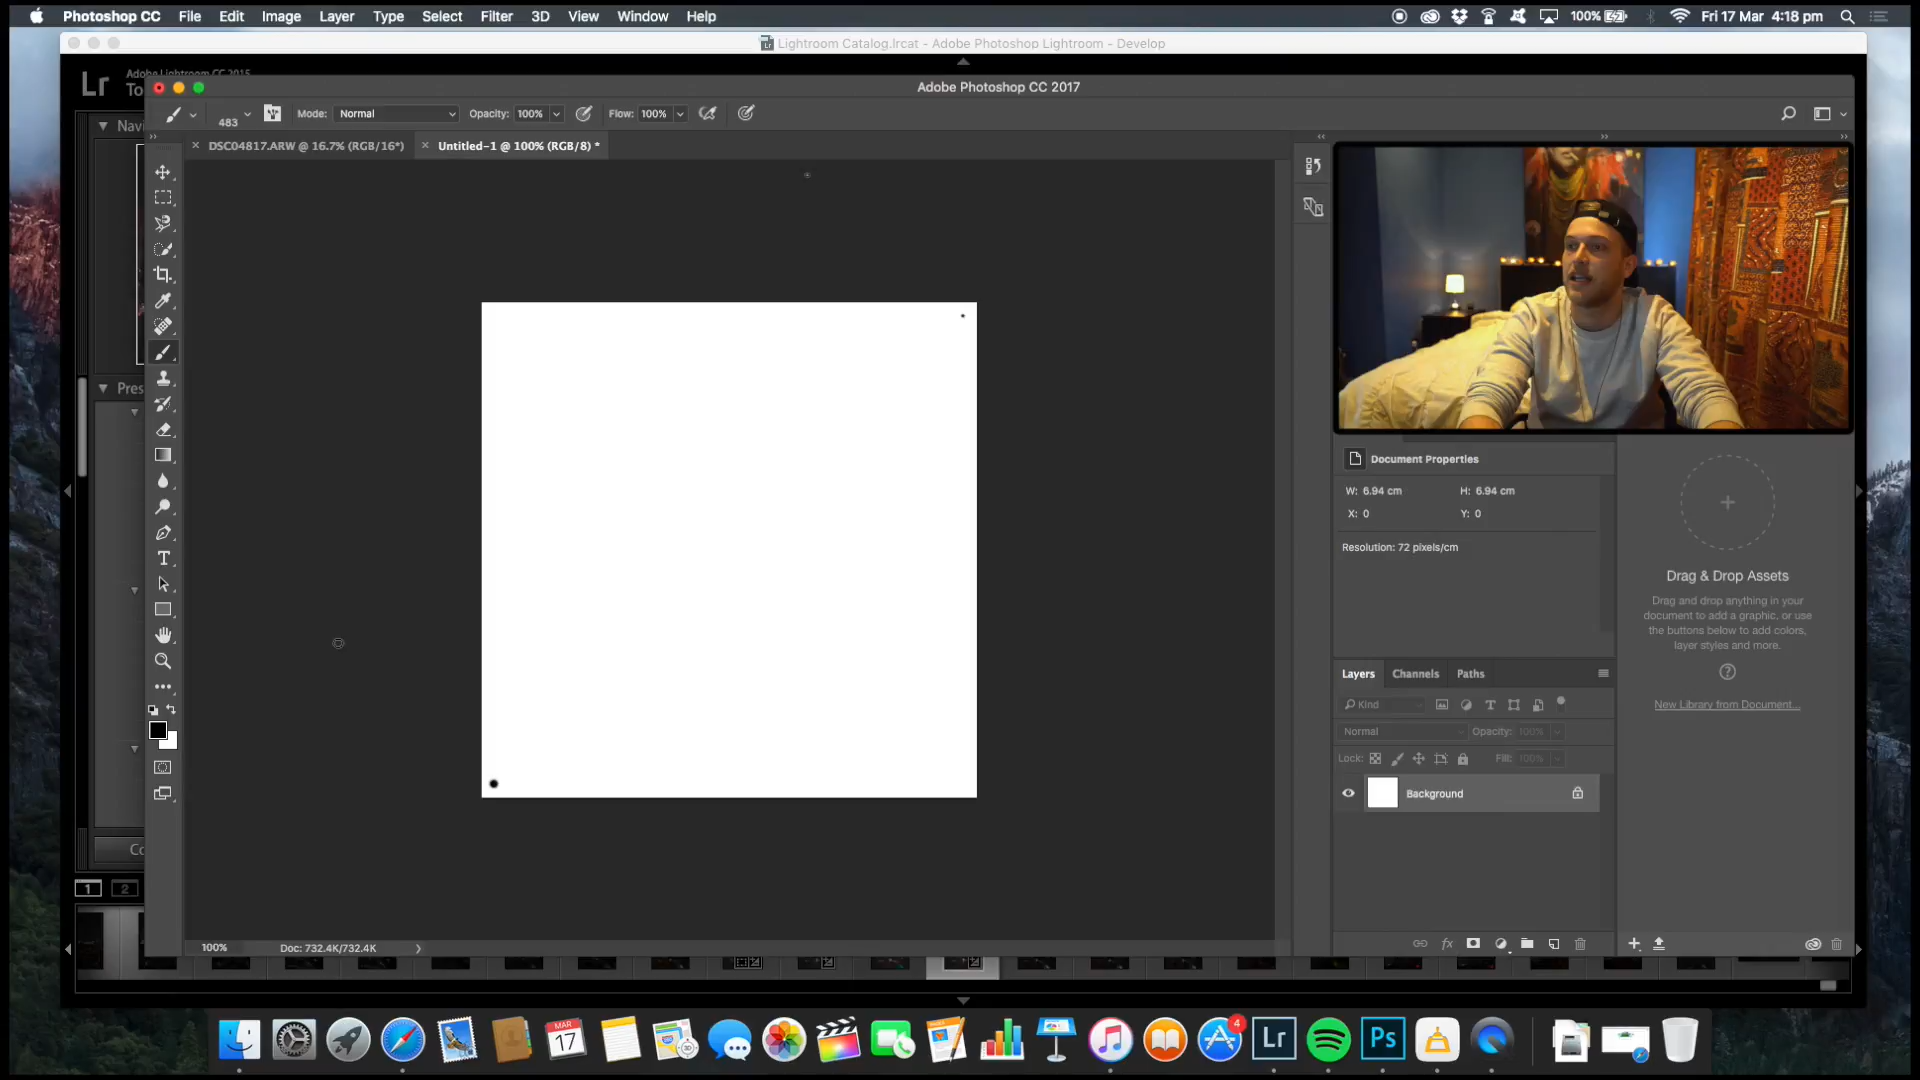 Photoshop CC File Edit Image Layer Type Select Filter 3D View Window Help 100% Fri 17 Mar 4:18 pm
Lightroom Catalog.lrcat - Adobe Photoshop Lightroom - Develop
Lr Adobe Lightroom CC 2015
Adobe Photoshop CC 2017
483 Mode: Normal Opacity: 100% Flow: 100%
DSC04817.ARW @ 16.7% (RGB/16*) Untitled-1 @ 100% (RGB/8) *
Document Properties
W: 6.94 cm H: 6.94 cm
X: 0 Y: 0
Resolution: 72 pixels/cm
Drag & Drop Assets
Drag and drop anything in your
document to add a graphic, or use
the buttons below to add colors,
layer styles and more.
New Library from Document...
Layers Channels Paths
Kind
Normal Opacity: 100%
Lock: Fill: 100%
Background
fx
1 2
100% Doc: 732.4K/732.4K
MAR
17
4
Lr Ps